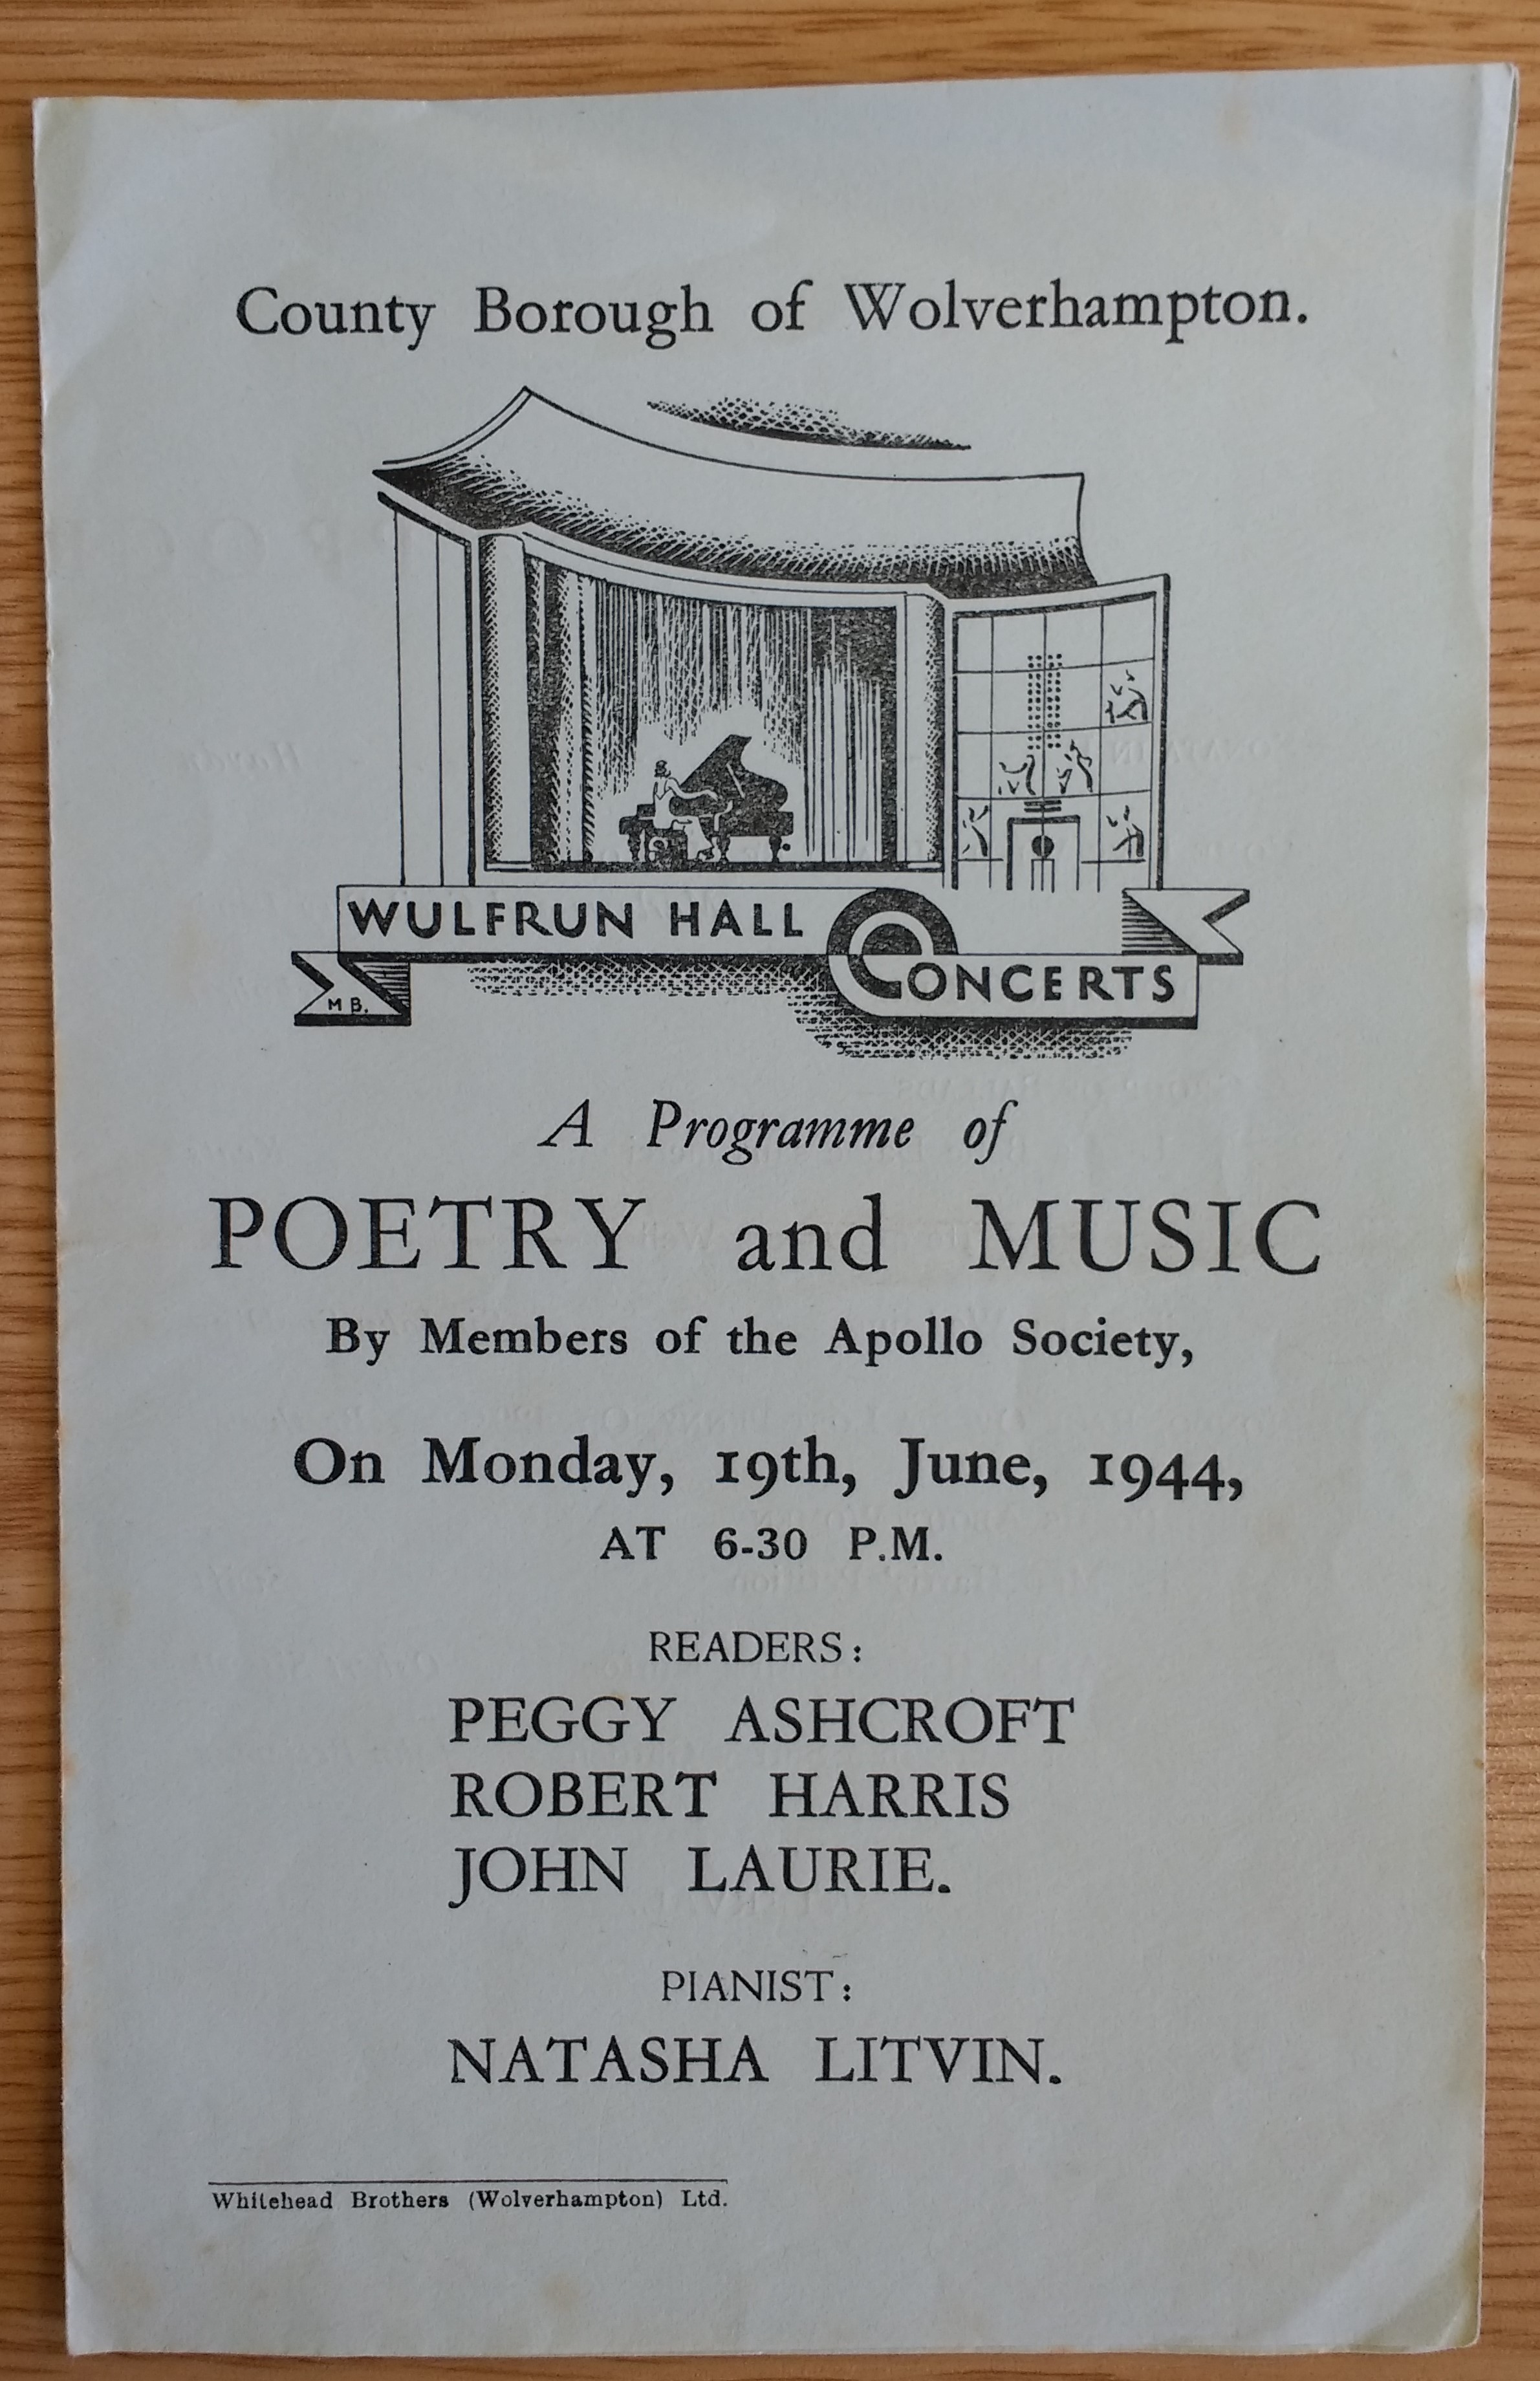 County Borough of Wolverhampton.
WULFRUN HALL
CONCERTS
M B.
A Programme of
POETRY and MUSIC
By Members of the Apollo Society,
On Monday, 19th, June, 1944,
AT 6-30 P.M.
READERS:
PEGGY ASHCROFT
ROBERT HARRIS
JOHN LAURIE.
PIANIST:
NATASHA LITVIN.
Whitehead Brothers (Wolverhampton) Ltd.